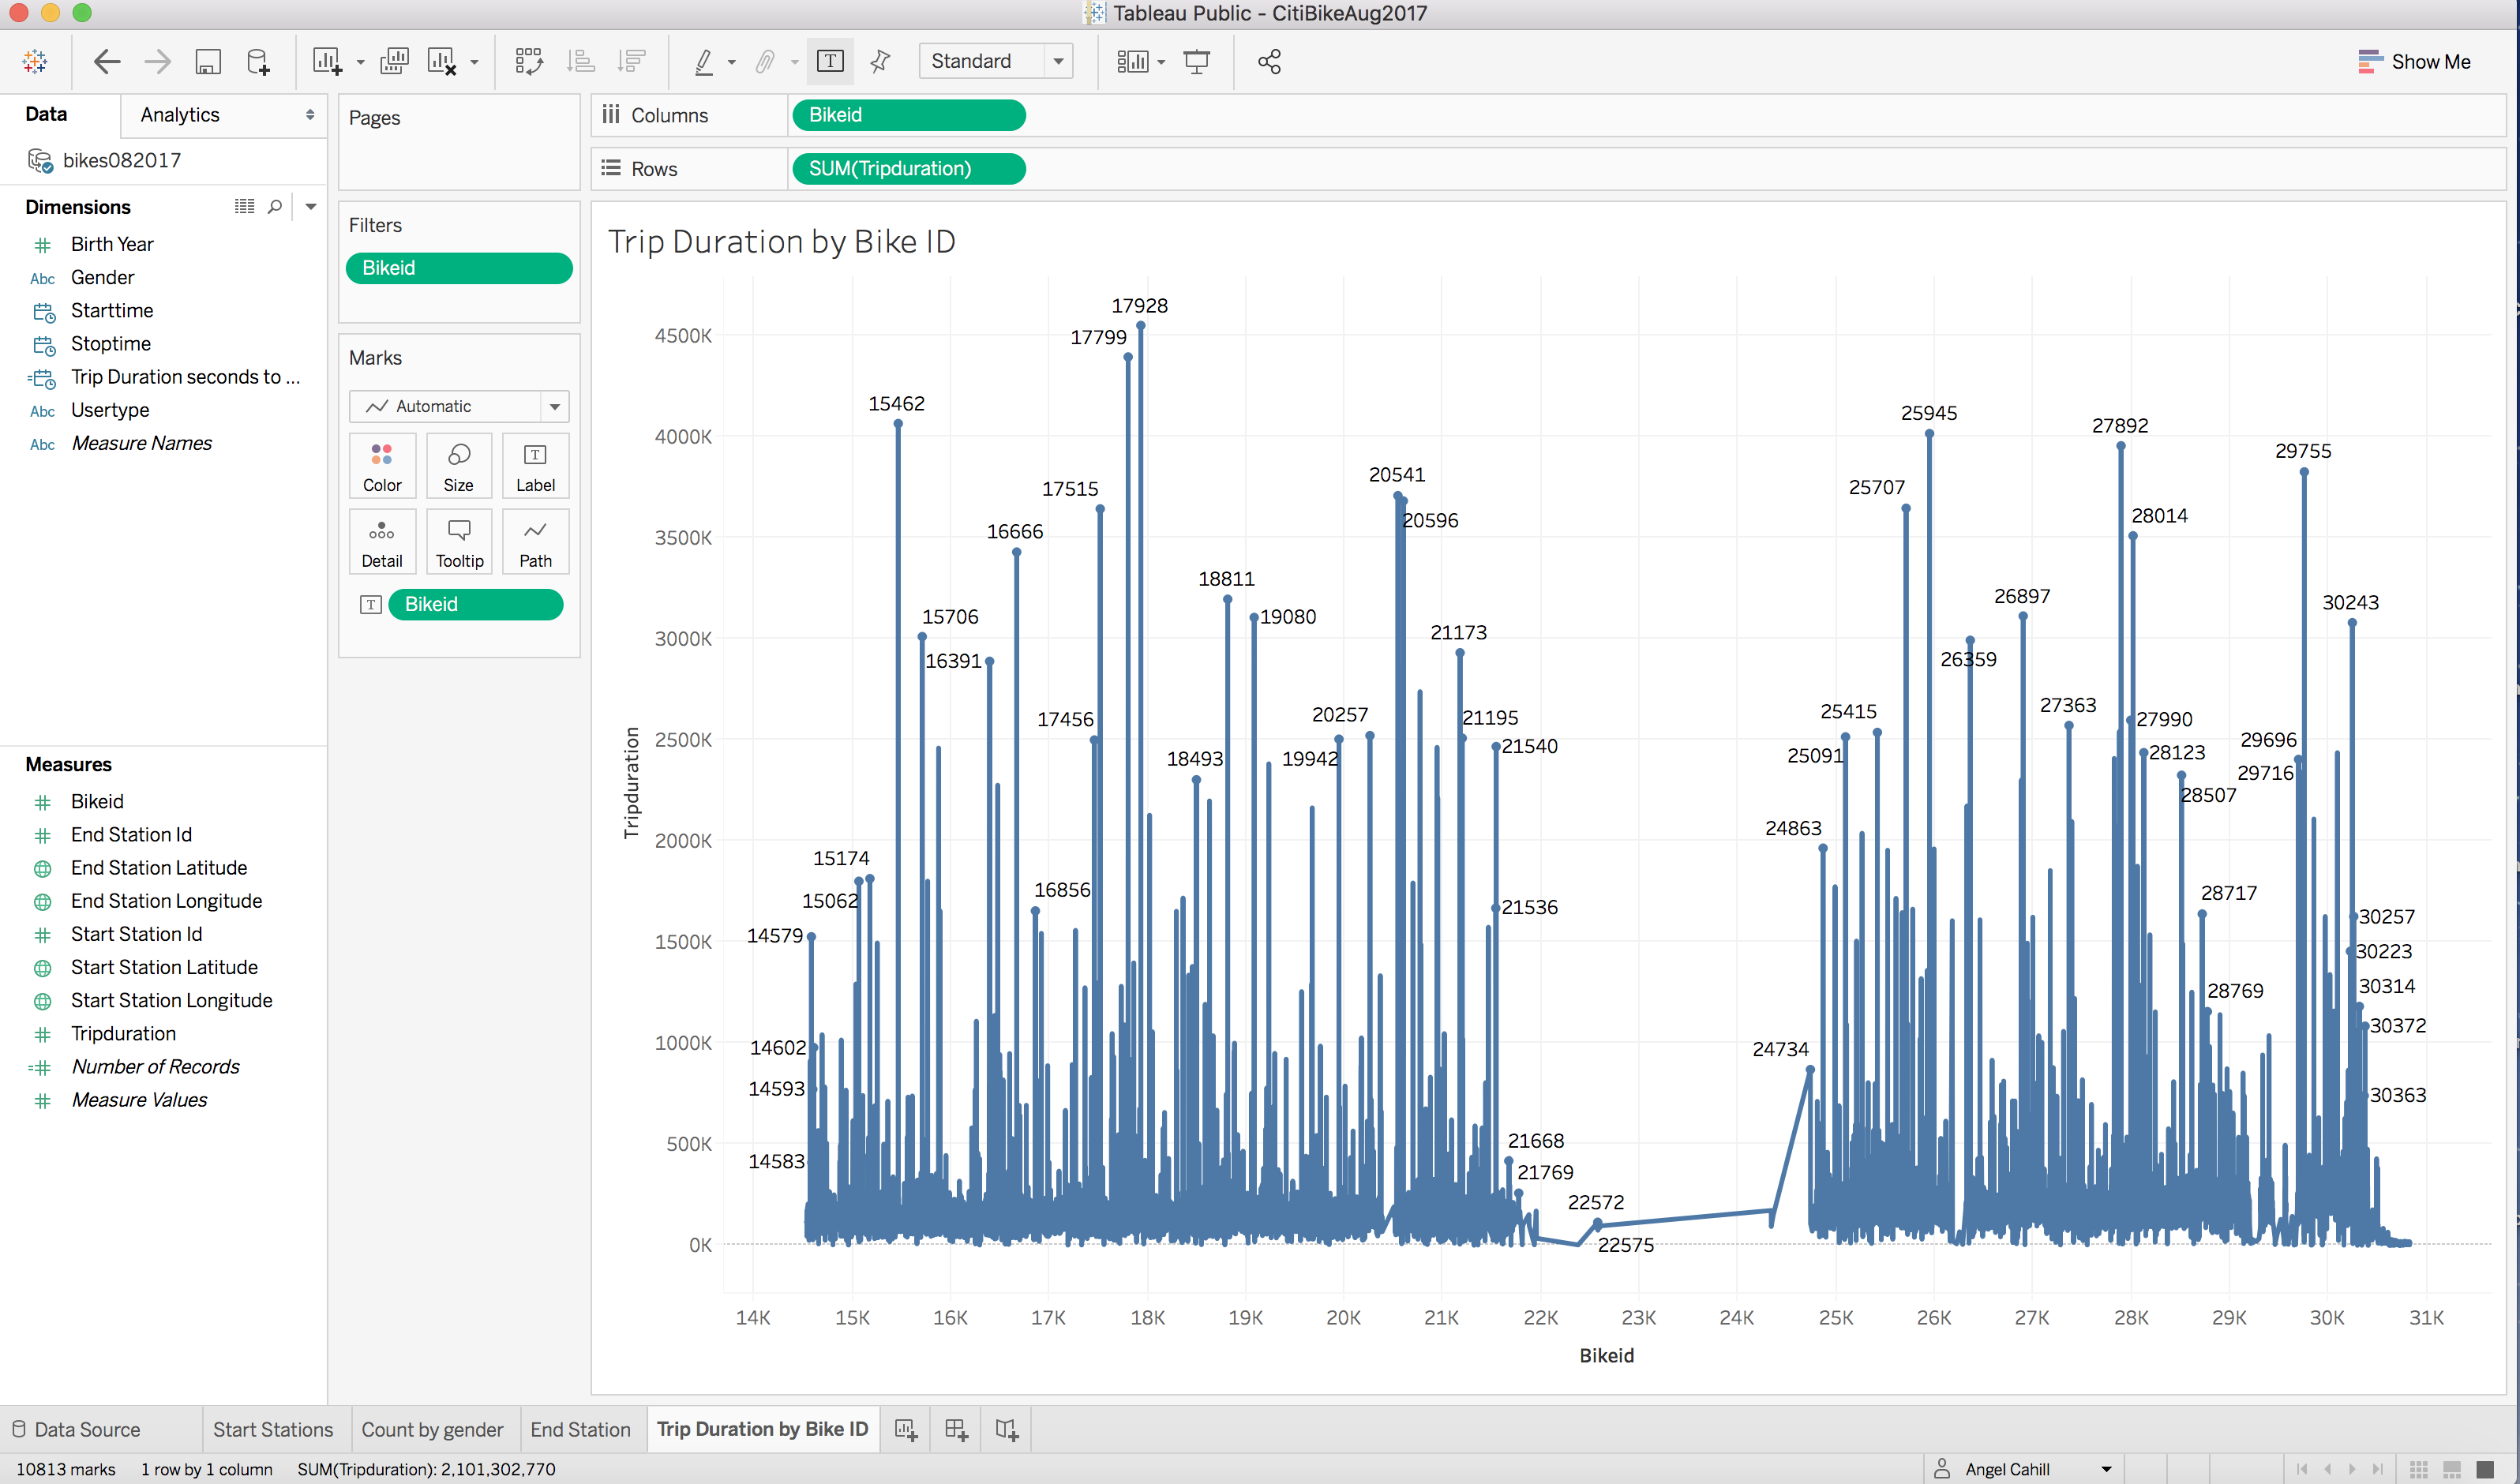 Tableau Public - CitiBikeAug2017
Standard
Show Me
Data
Analytics
bikes082017
Dimensions
Birth Year
Abc Gender
Starttime
Stoptime
Trip Duration seconds to ...
Abc Usertype
Abc Measure Names
Measures
Bikeid
End Station Id
End Station Latitude
End Station Longitude
Start Station Id
Start Station Latitude
Start Station Longitude
Tripduration
Number of Records
Measure Values
Pages
Filters
Bikeid
Marks
Automatic
Color Size Label
Detail Tooltip Path
Bikeid
Columns Bikeid
Rows SUM(Tripduration)
Trip Duration by Bike ID
Tripduration
4500K
4000K
3500K
3000K
2500K
2000K
1500K
1000K
500K
0K
17928
17799
15462
25945
27892
29755
20541
25707
17515
28014
20596
16666
18811
26897
30243
15706
19080
21173
16391
26359
27363
25415
20257
21195
17456
27990
29696
21540
28123
25091
18493
19942
29716
28507
24863
15174
16856
28717
15062
21536
30257
14579
30223
30314
28769
30372
14602
24734
14593
30363
21668
14583
21769
22572
22575
14K 15K 16K 17K 18K 19K 20K 21K 22K 23K 24K 25K 26K 27K 28K 29K 30K 31K
Bikeid
Data Source
Start Stations
Count by gender
End Station
Trip Duration by Bike ID
10813 marks
1 row by 1 column
SUM(Tripduration): 2,101,302,770
Angel Cahill